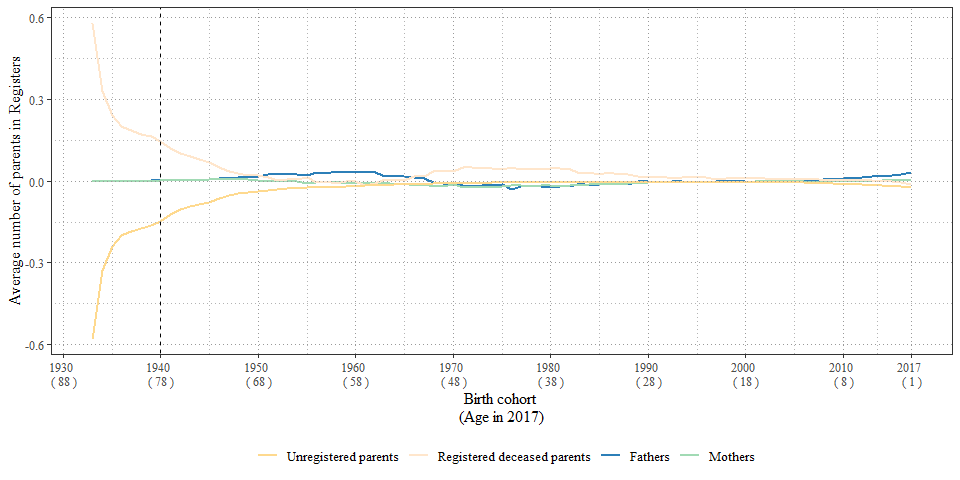 Average number of parents in Registers
0.6
0.3
0.0
-0.3
-0.6
1930 1940 1950 1960 1970 1980 1990 2000 2010 2017
( 88 ) ( 78 ) ( 68 ) ( 58 ) ( 48 ) ( 38 ) ( 28 ) ( 18 ) ( 8 ) ( 1 )
Birth cohort
(Age in 2017)
Unregistered parents Registered deceased parents Fathers Mothers